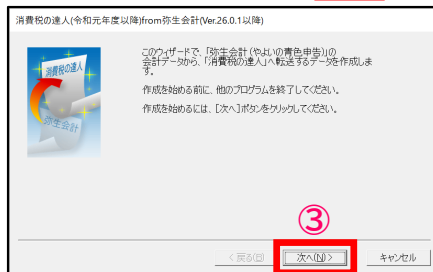 消費税の達人(令和元年度以降)from弥生会計(Ver.26.0.1以降)
消費税の達人
弥生会計
このウィザードで、「弥生会計(やよいの青色申告)」の
会計データから、「消費税の達人」へ転送するデータを作成しま
す。
作成を始める前に、他のプログラムを終了してください。
作成を始めるには、[次へ]ボタンをクリックしてください。
③
< 戻る(B) 次へ(N) > キャンセル